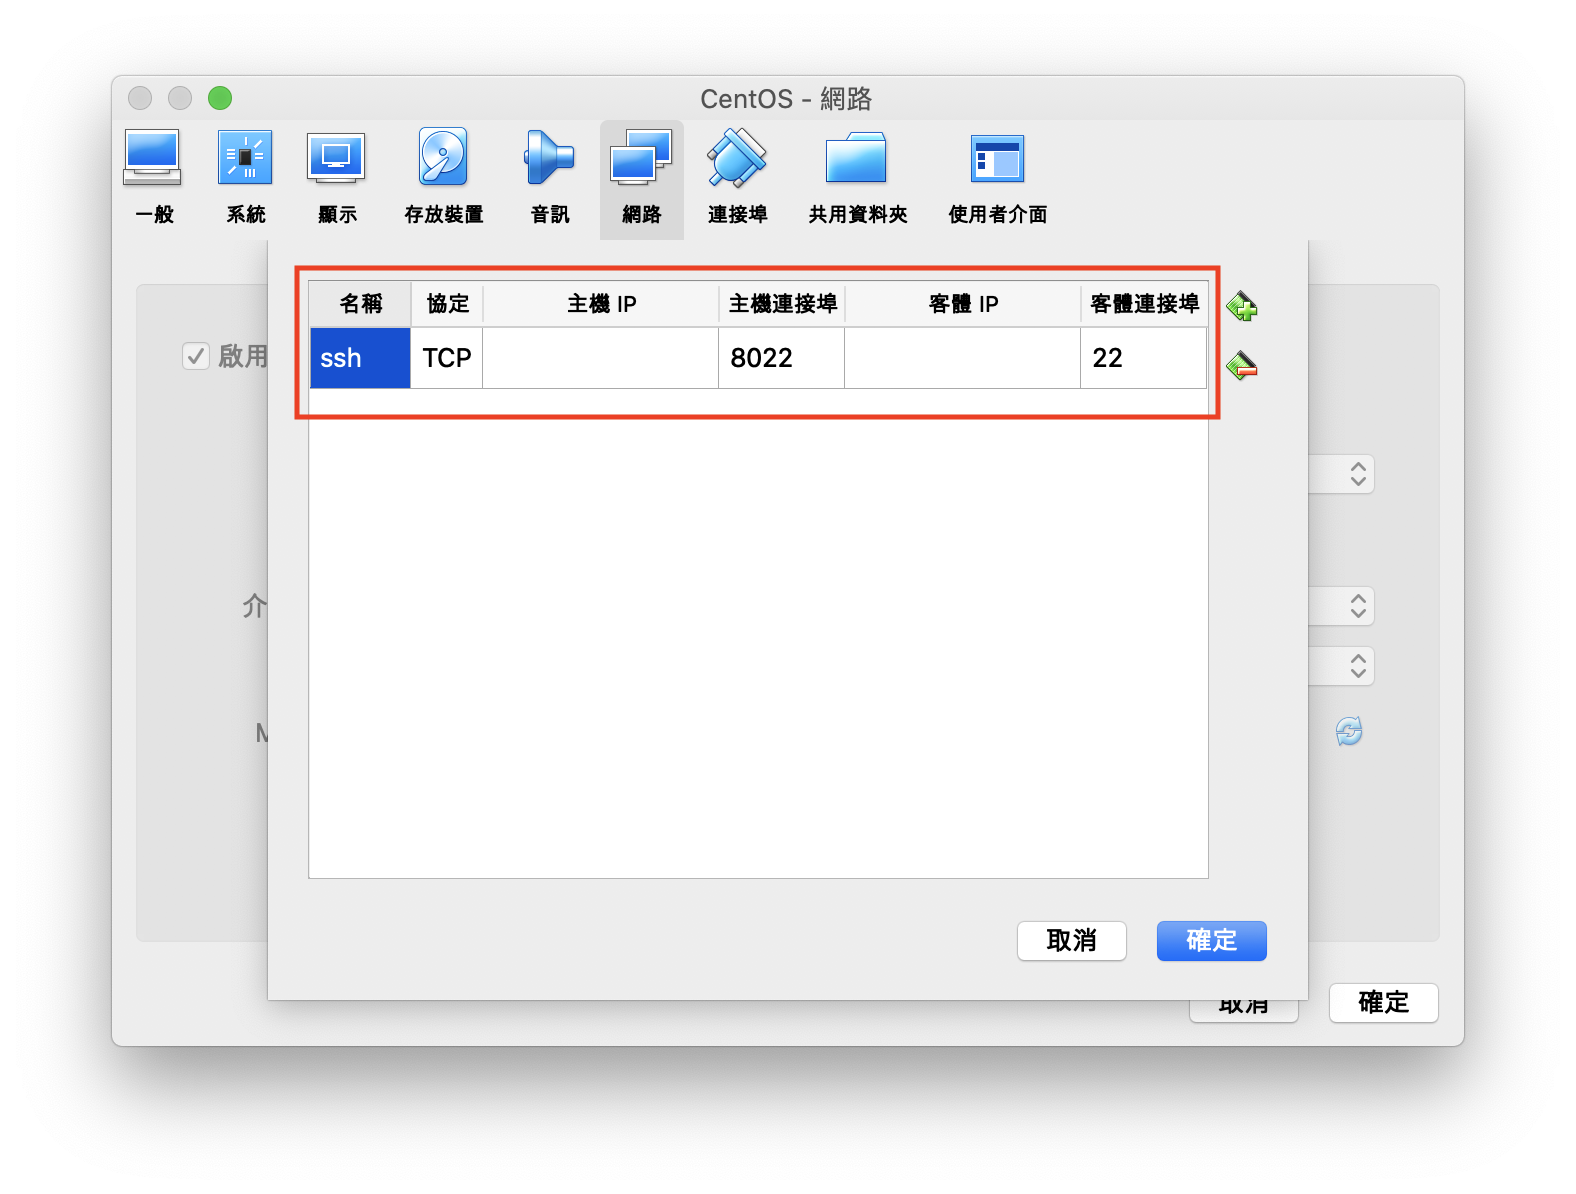 CentOS - 網路
一般 系統 顯示 存放裝置 音訊 網路 連接埠 共用資料夾 使用者介面
名稱 協定 主機 IP 主機連接埠 客體 IP 客體連接埠
ssh TCP 8022 22
啟用
介
M
取消 確定
取消 確定